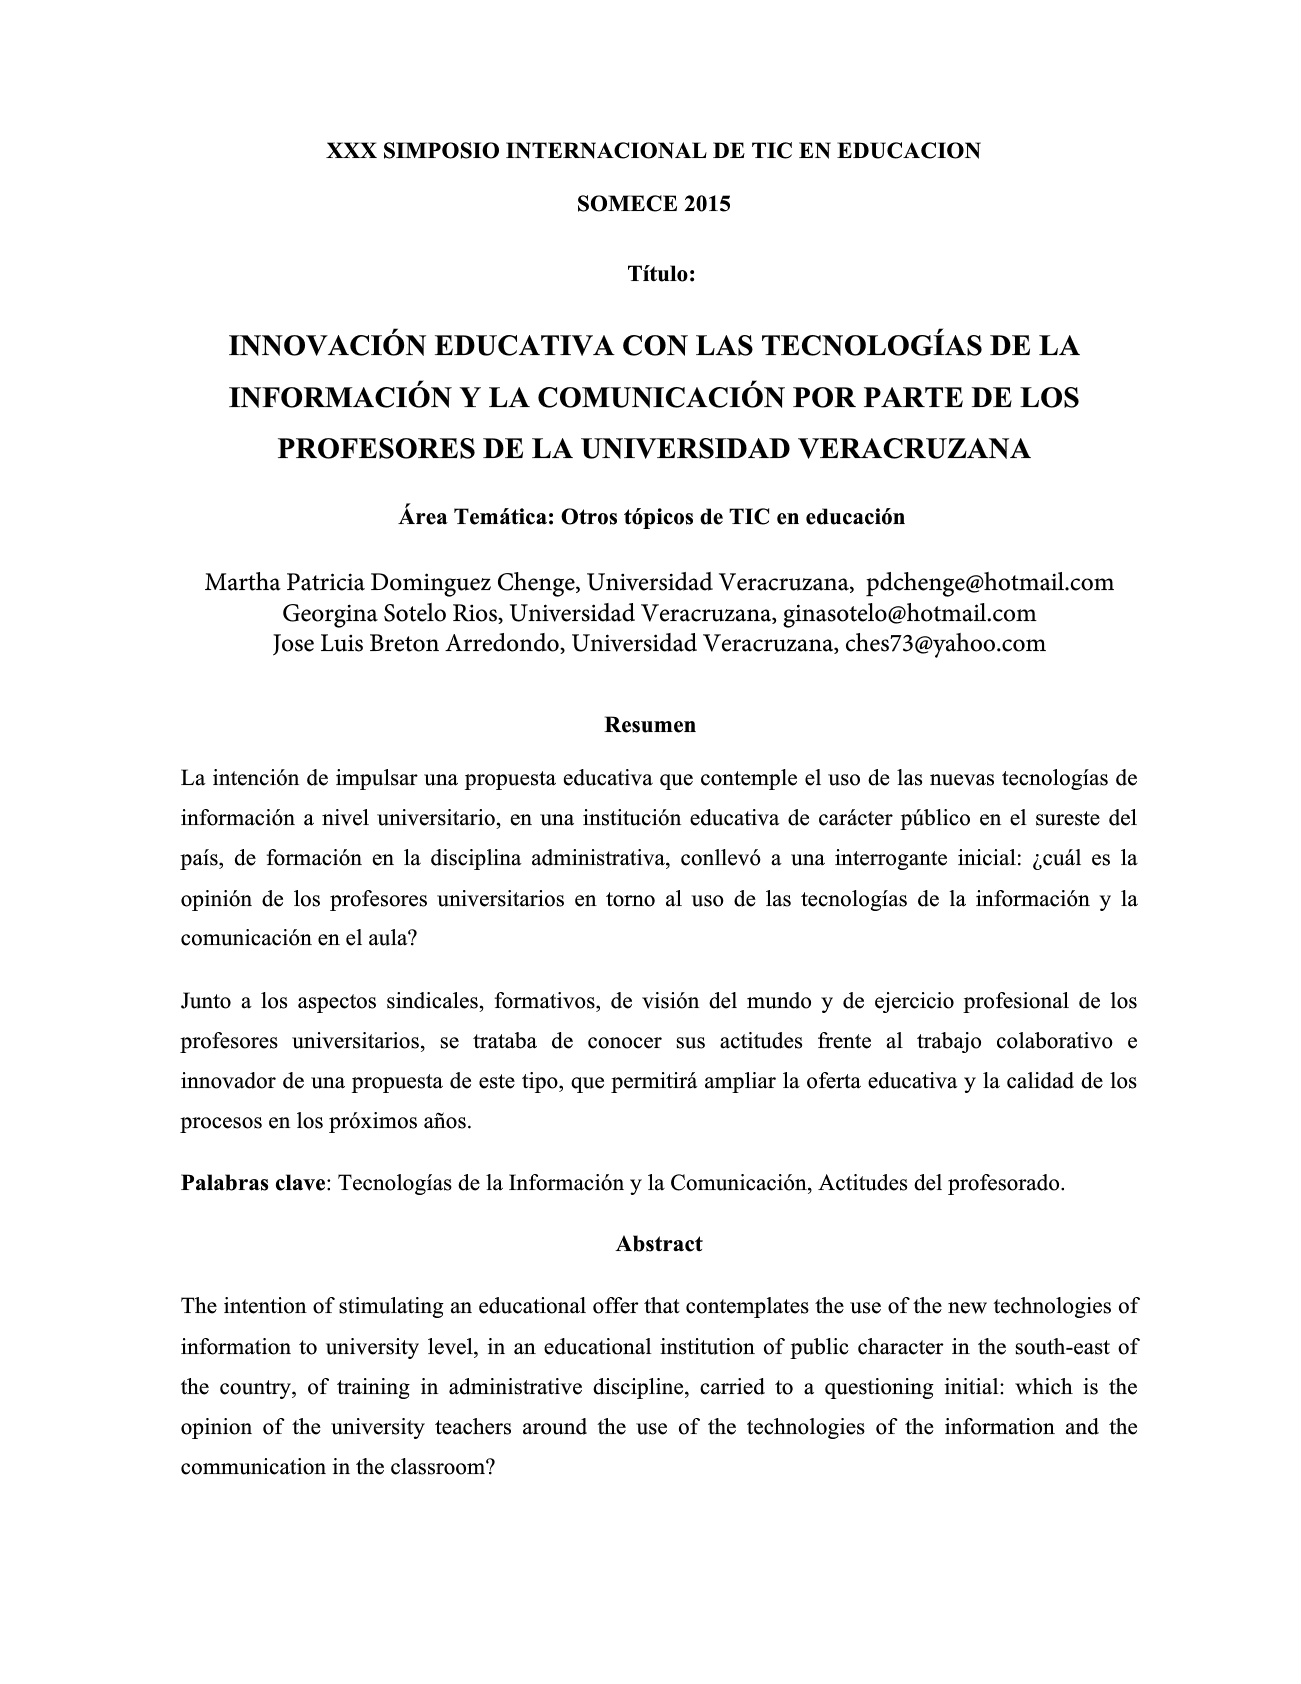 XXX SIMPOSIO INTERNACIONAL DE TIC EN EDUCACION
SOMECE 2015
Título:
INNOVACIÓN EDUCATIVA CON LAS TECNOLOGÍAS DE LA
INFORMACIÓN Y LA COMUNICACIÓN POR PARTE DE LOS
PROFESORES DE LA UNIVERSIDAD VERACRUZANA
Área Temática: Otros tópicos de TIC en educación
Martha Patricia Dominguez Chenge, Universidad Veracruzana, pdchenge@hotmail.com
Georgina Sotelo Rios, Universidad Veracruzana, ginasotelo@hotmail.com
Jose Luis Breton Arredondo, Universidad Veracruzana, ches73@yahoo.com
Resumen
La intención de impulsar una propuesta educativa que contemple el uso de las nuevas tecnologías de
información a nivel universitario, en una institución educativa de carácter público en el sureste del
país, de formación en la disciplina administrativa, conllevó a una interrogante inicial: ¿cuál es la
opinión de los profesores universitarios en torno al uso de las tecnologías de la información y la
comunicación en el aula?
Junto a los aspectos sindicales, formativos, de visión del mundo y de ejercicio profesional de los
profesores universitarios, se trataba de conocer sus actitudes frente al trabajo colaborativo e
innovador de una propuesta de este tipo, que permitirá ampliar la oferta educativa y la calidad de los
procesos en los próximos años.
Palabras clave: Tecnologías de la Información y la Comunicación, Actitudes del profesorado.
Abstract
The intention of stimulating an educational offer that contemplates the use of the new technologies of
information to university level, in an educational institution of public character in the south-east of
the country, of training in administrative discipline, carried to a questioning initial: which is the
opinion of the university teachers around the use of the technologies of the information and the
communication in the classroom?